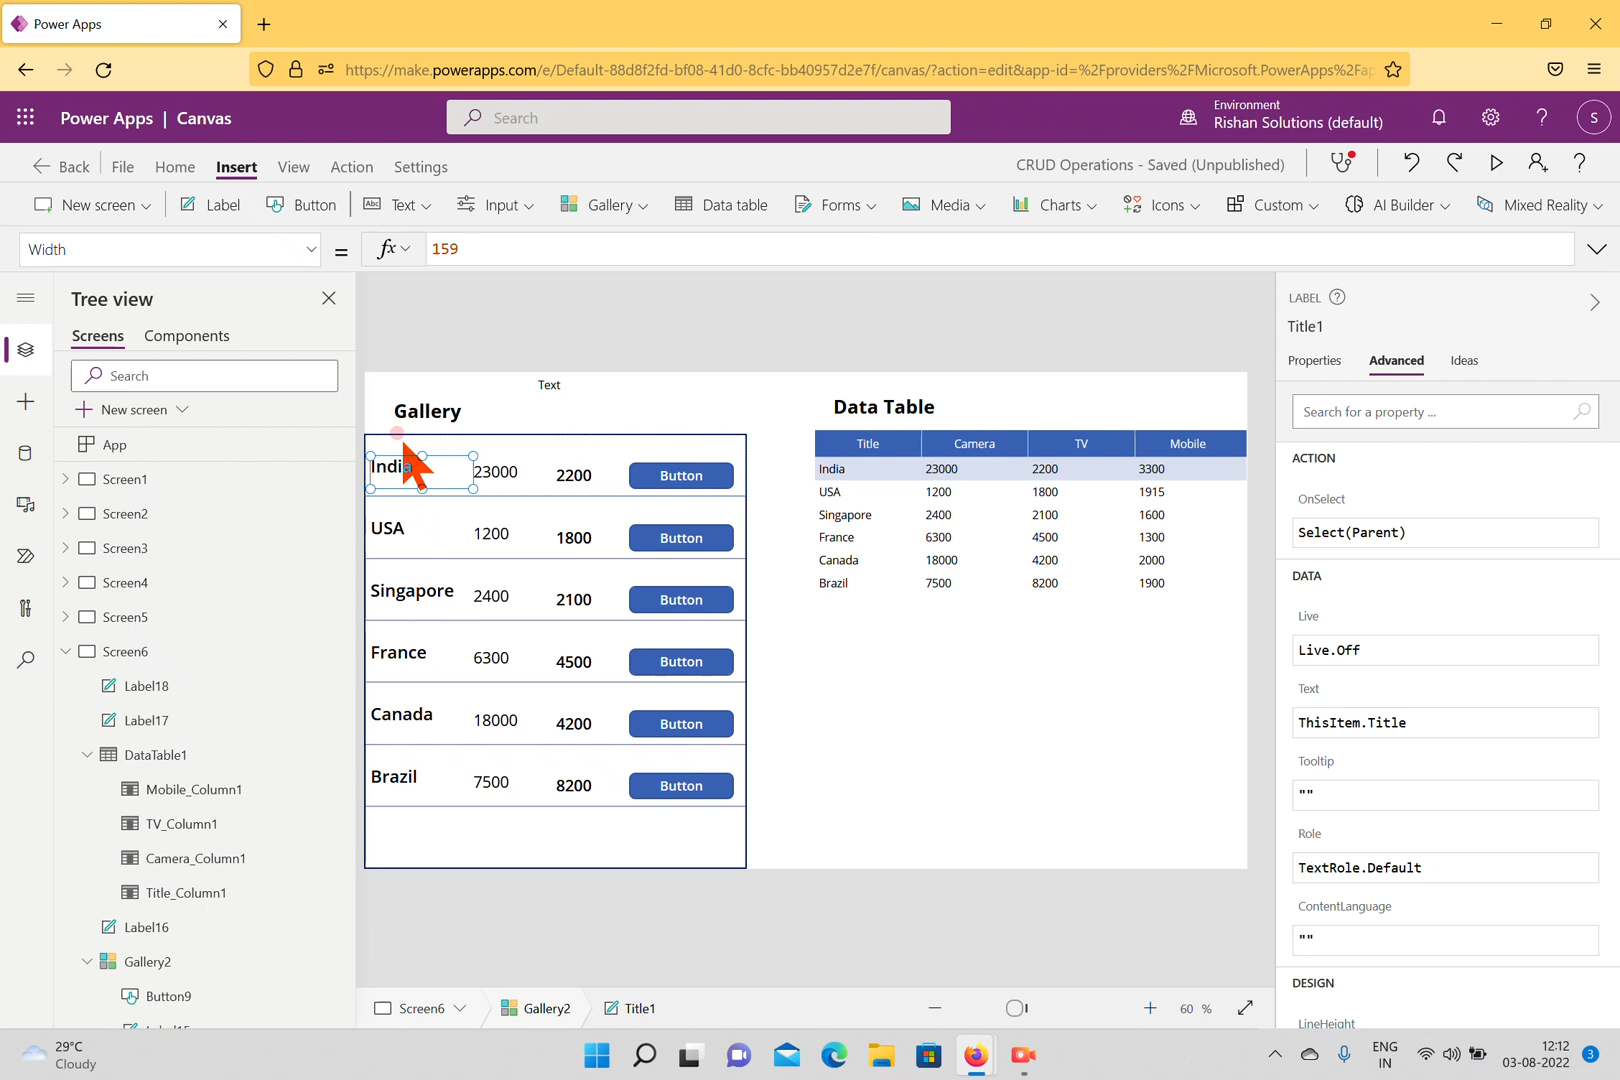 Power Apps
https://make.powerapps.com/e/Default-88d8f2fd-bf08-41d0-8cfc-bb40957d2e7f/canvas/?action=edit&app-id=%2Fproviders%2FMicrosoft.PowerApps%2Fap
Power Apps | Canvas
Search
Environment
Rishan Solutions (default)
S
Back File Home Insert View Action Settings
CRUD Operations - Saved (Unpublished)
New screen Label Button Text Input Gallery Data table Forms Media Charts Icons Custom AI Builder Mixed Reality
Width = fx 159
Tree view
Screens Components
Search
New screen
App
Screen1
Screen2
Screen3
Screen4
Screen5
Screen6
Label18
Label17
DataTable1
Mobile_Column1
TV_Column1
Camera_Column1
Title_Column1
Label16
Gallery2
Button9
Text
Gallery
India 23000 2200 Button
USA 1200 1800 Button
Singapore 2400 2100 Button
France 6300 4500 Button
Canada 18000 4200 Button
Brazil 7500 8200 Button
Data Table
Title Camera TV Mobile
India 23000 2200 3300
USA 1200 1800 1915
Singapore 2400 2100 1600
France 6300 4500 1300
Canada 18000 4200 2000
Brazil 7500 8200 1900
Screen6 Gallery2 Title1
60 %
LABEL
Title1
Properties Advanced Ideas
Search for a property ...
ACTION
OnSelect
Select(Parent)
DATA
Live
Live.Off
Text
ThisItem.Title
Tooltip
""
Role
TextRole.Default
ContentLanguage
""
DESIGN
LineHeight
29°C
Cloudy
ENG
IN
12:12
03-08-2022
3